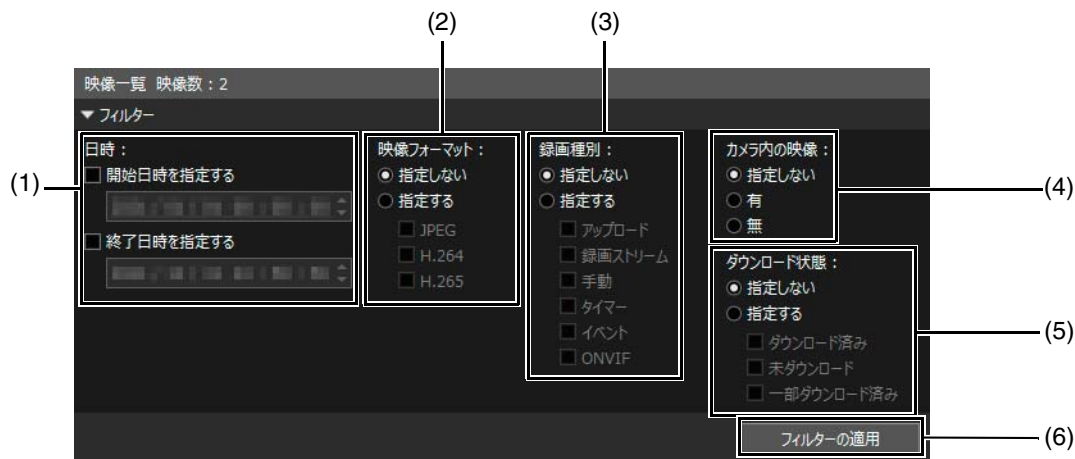 (2)
(3)
映像一覧 映像数：2
▼ フィルター
(1)
日時：
開始日時を指定する
終了日時を指定する
映像フォーマット：
指定しない
指定する
JPEG
H.264
H.265
録画種別：
指定しない
指定する
アップロード
録画ストリーム
手動
タイマー
イベント
ONVIF
カメラ内の映像：
指定しない
有
無
(4)
ダウンロード状態：
指定しない
指定する
ダウンロード済み
未ダウンロード
一部ダウンロード済み
(5)
フィルターの適用
(6)